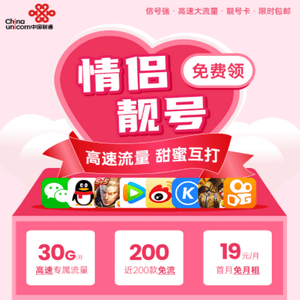 China
unicom中国联通
信号强·高速大流量·靓号卡·限时包邮
情侣
免费领
靓号
高速流量 甜蜜互打
30G/月
高速专属流量
200
近200款免流
19元/月
首月免月租